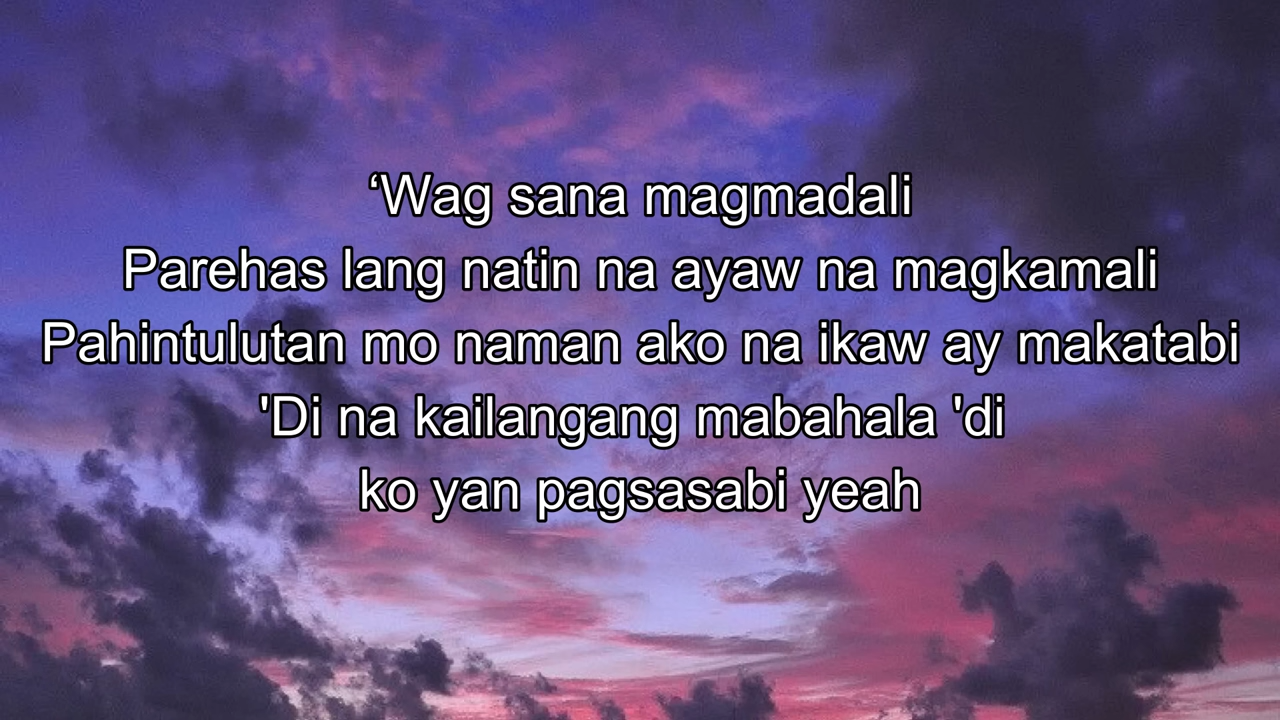 ‘Wag sana magmadali
Parehas lang natin na ayaw na magkamali
Pahintulutan mo naman ako na ikaw ay makatabi
'Di na kailangang mabahala 'di
ko yan pagsasabi yeah